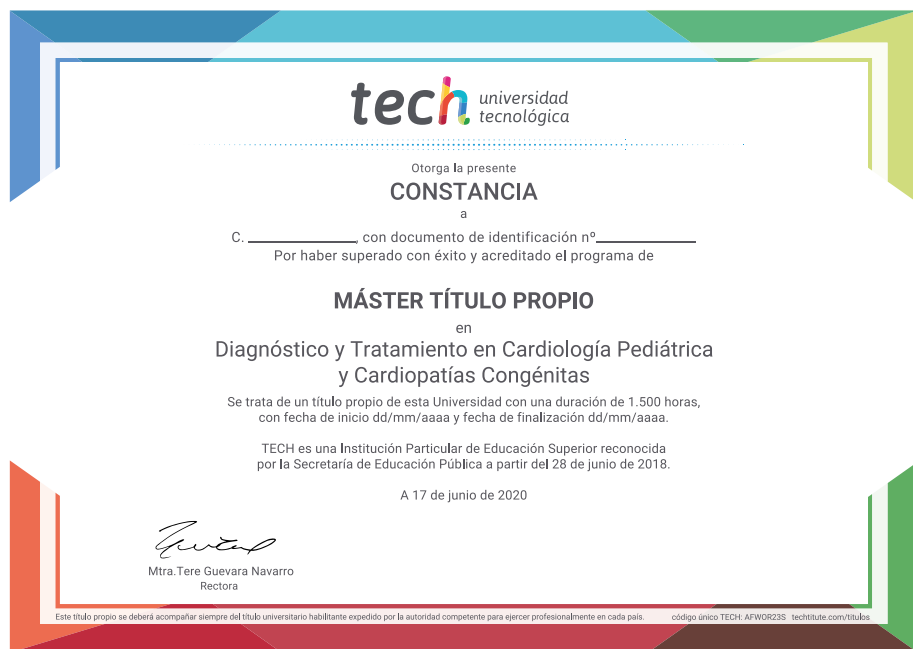 tech universidad
tecnológica
Otorga la presente
CONSTANCIA
a
C. ____________, con documento de identificación nº____________
Por haber superado con éxito y acreditado el programa de
MÁSTER TÍTULO PROPIO
en
Diagnóstico y Tratamiento en Cardiología Pediátrica
y Cardiopatías Congénitas
Se trata de un título propio de esta Universidad con una duración de 1.500 horas,
con fecha de inicio dd/mm/aaaa y fecha de finalización dd/mm/aaaa.
TECH es una Institución Particular de Educación Superior reconocida
por la Secretaría de Educación Pública a partir del 28 de junio de 2018.
A 17 de junio de 2020
Mtra.Tere Guevara Navarro
Rectora
Este título propio se deberá acompañar siempre del título universitario habilitante expedido por la autoridad competente para ejercer profesionalmente en cada país. código único TECH: AFWOR23S techtitute.com/titulos